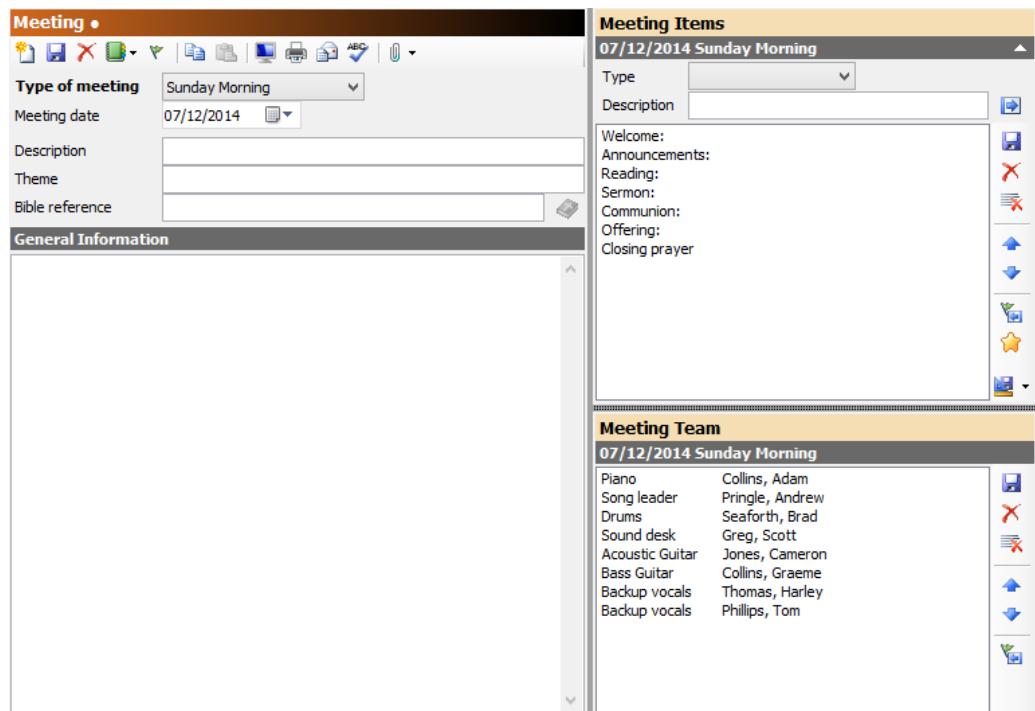 Meeting •
ABC
Type of meeting Sunday Morning
Meeting date 07/12/2014
Description
Theme
Bible reference
General Information
Meeting Items
07/12/2014 Sunday Morning
Type
Description
Welcome:
Announcements:
Reading:
Sermon:
Communion:
Offering:
Closing prayer
Meeting Team
07/12/2014 Sunday Morning
Piano Collins, Adam
Song leader Pringle, Andrew
Drums Seaforth, Brad
Sound desk Greg, Scott
Acoustic Guitar Jones, Cameron
Bass Guitar Collins, Graeme
Backup vocals Thomas, Harley
Backup vocals Phillips, Tom